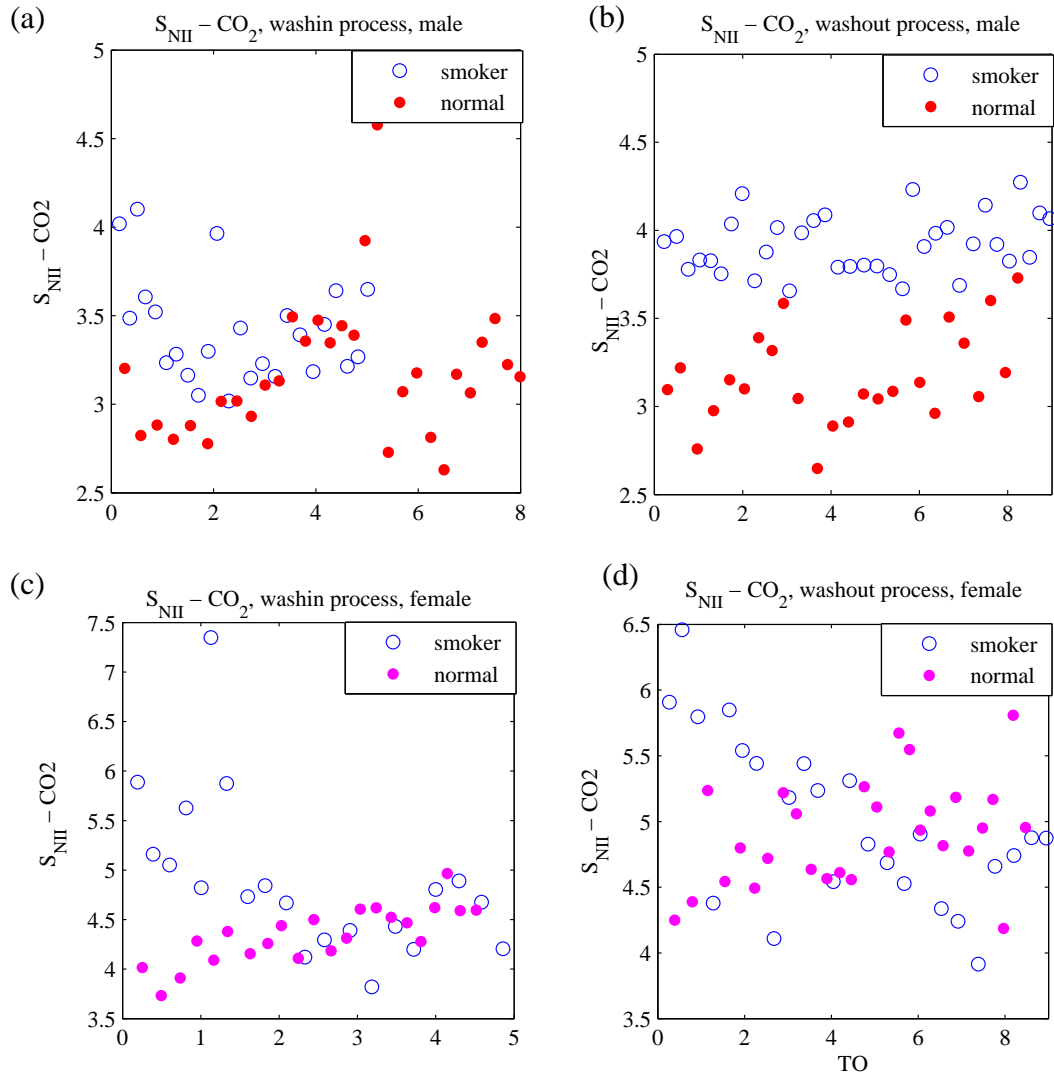 (a)
S_NII – CO_2, washin process, male
5
4.5
4
3.5
3
2.5
S_NII – CO2
smoker
normal
0 2 4 6 8
(b)
S_NII – CO_2, washout process, male
5
4.5
4
3.5
3
2.5
S_NII – CO2
smoker
normal
0 2 4 6 8
(c)
S_NII – CO_2, washin process, female
7.5
7
6.5
6
5.5
5
4.5
4
3.5
S_NII – CO2
smoker
normal
0 1 2 3 4 5
(d)
S_NII – CO_2, washout process, female
6.5
6
5.5
5
4.5
4
3.5
S_NII – CO2
smoker
normal
0 2 4 6 8
TO